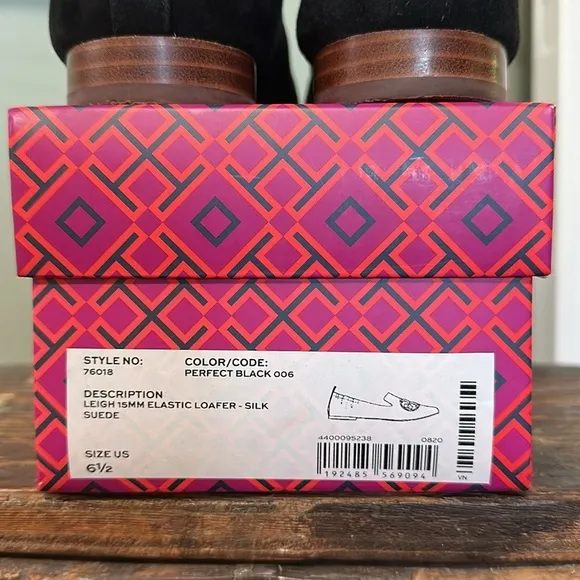 STYLE NO: COLOR/CODE:
76018 PERFECT BLACK 006
DESCRIPTION
LEIGH 15MM ELASTIC LOAFER - SILK
SUEDE
SIZE US
6½
4400095238 0820
192485 569094
VN